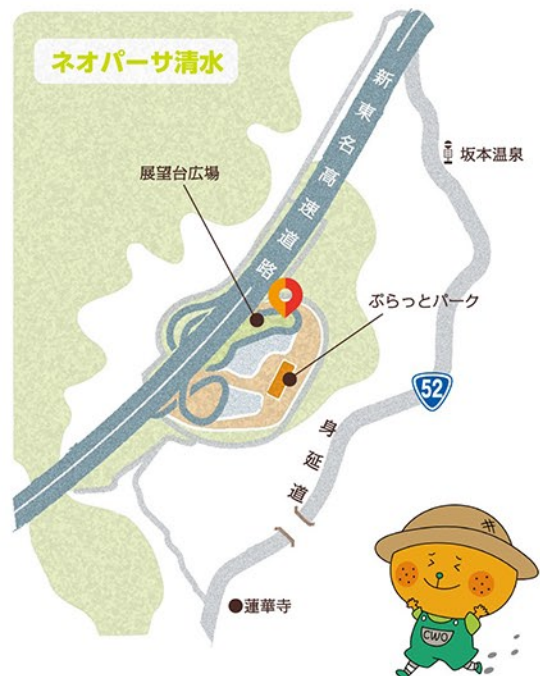 ネオパーサ清水
新東名高速道路
坂本温泉
展望台広場
ぷらっとパーク
52
身延道
蓮華寺
CWO